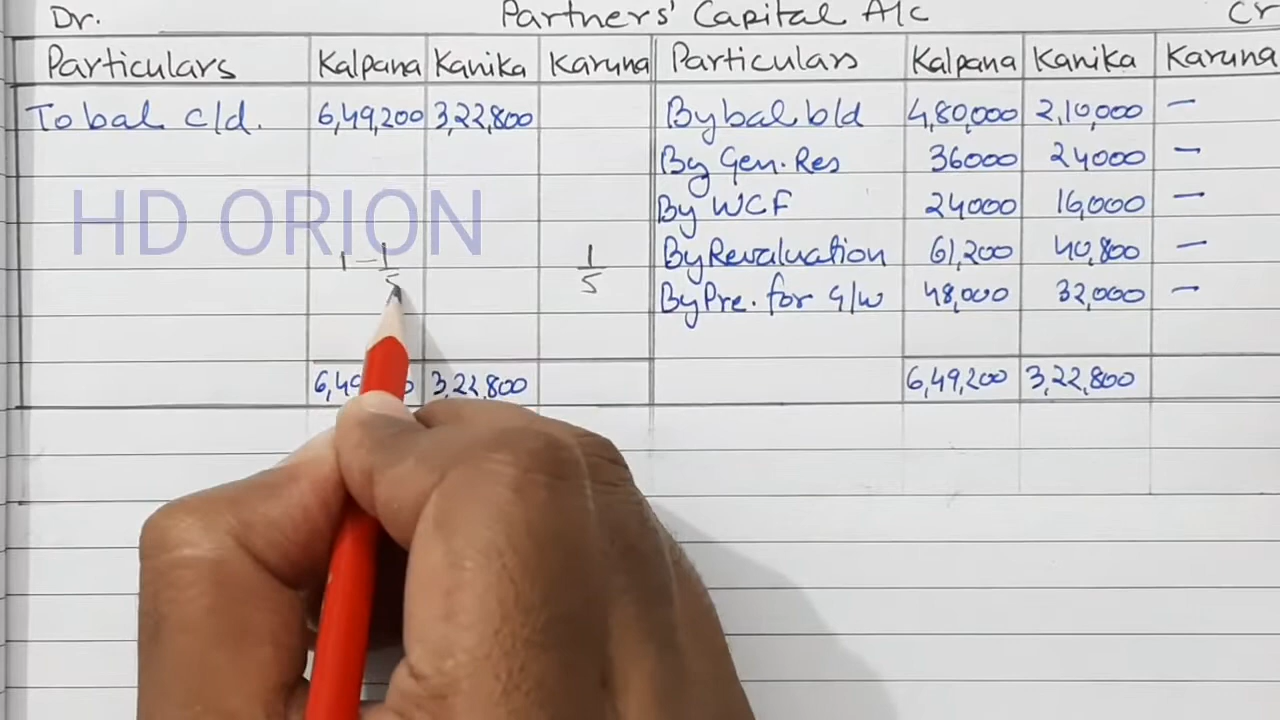 Dr. Partners' Capital A/c Cr
Particulars Kalpana Kanika Karuna Particulars Kalpana Kanika Karuna
To bal c/d. 6,49,200 3,22,800 By bal b/d 4,80,000 2,10,000 —
By Gen. Res 36000 24000 —
HD ORION By WCF 24000 16,000 —
1 - 1/5 1/5 By Revaluation 61,200 40,800 —
By Pre. for G/w 48,000 32,000 —
3,22,800 6,49,200 3,22,800